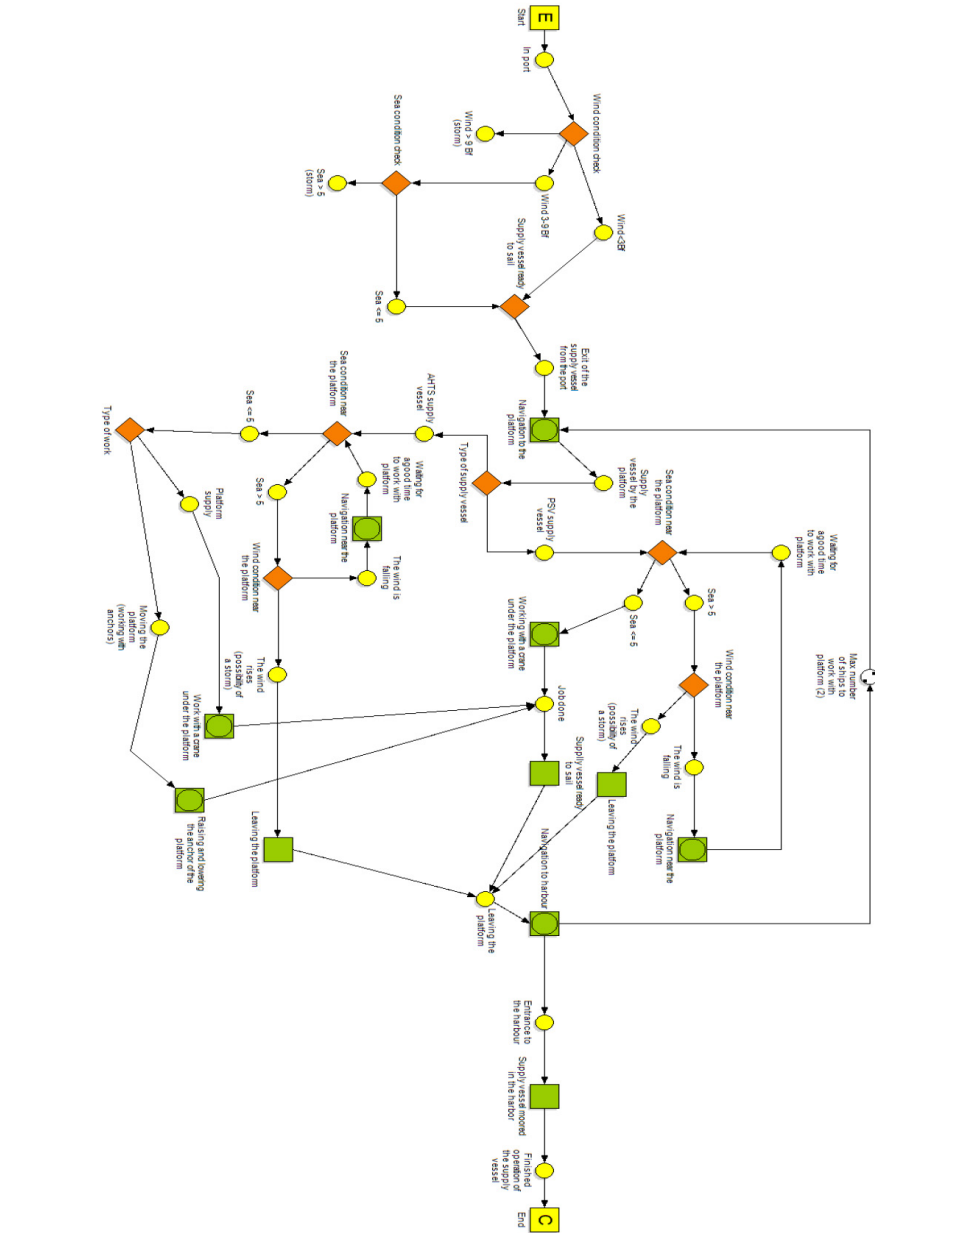 E
Start
In port
Wind condition check
Wind > 9 Bf
(storm)
Wind 3-9 Bf
Wind<3Bf
Sea condition check
Sea > 5
(storm)
Sea <= 5
Supply vessel ready
to sail
Exit of the
supply vessel
from the port
Navigation to the
platform
Supply
vessel by the
platform
Type of supply vessel
AHTS supply
vessel
PSV supply
vessel
Sea condition near
the platform
Sea <= 5
Sea > 5
Type of work
Platform
supply
Moving the
platform
(working with
anchors)
Wind condition near
the platform
The wind is
falling
Navigation near the
platform
Waiting for
a good time
to work with
platform
The wind
rises
(possibility of
a storm)
Work with a crane
under the platform
Raising and lowering
the anchor of the
platform
Leaving the platform
Sea condition near
the platform
Waiting for
a good time
to work with
platform
Sea > 5
Sea <= 5
Working with a crane
under the platform
Wind condition near
the platform
The wind
rises
(possibility of
a storm)
The wind is
falling
Navigation near the
platform
Leaving the platform
Max number
of ships to
work with
platform (2)
Job done
Supplly vessel ready
to sail
Leaving the
platform
Navigation to harbour
Entrance to
the harbour
Supply vessel moored
in the harbor
Finished
operation of
the supply
vessel
C
End